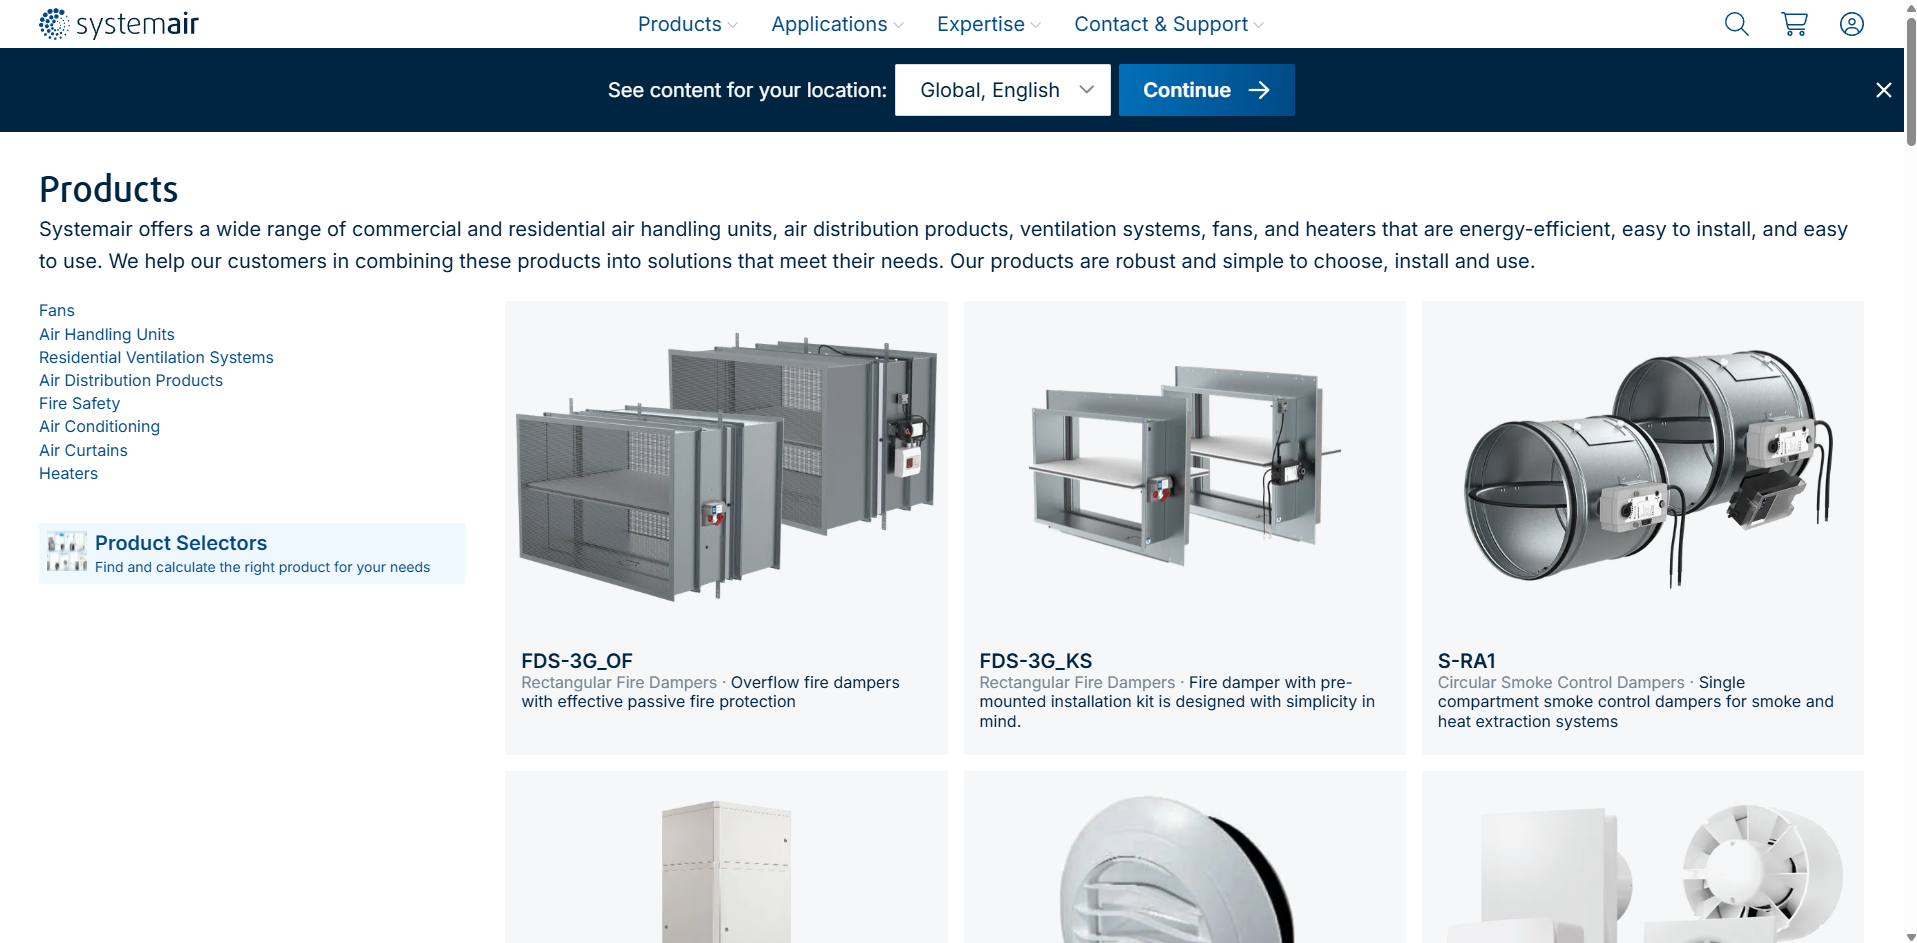 systemair
Products
Applications
Expertise
Contact & Support
See content for your location:
Global, English
Continue
Products
Systemair offers a wide range of commercial and residential air handling units, air distribution products, ventilation systems, fans, and heaters that are energy-efficient, easy to install, and easy
to use. We help our customers in combining these products into solutions that meet their needs. Our products are robust and simple to choose, install and use.
Fans
Air Handling Units
Residential Ventilation Systems
Air Distribution Products
Fire Safety
Air Conditioning
Air Curtains
Heaters
Product Selectors
Find and calculate the right product for your needs
FDS-3G_OF
Rectangular Fire Dampers · Overflow fire dampers
with effective passive fire protection
FDS-3G_KS
Rectangular Fire Dampers · Fire damper with pre-
mounted installation kit is designed with simplicity in
mind.
S-RA1
Circular Smoke Control Dampers · Single
compartment smoke control dampers for smoke and
heat extraction systems